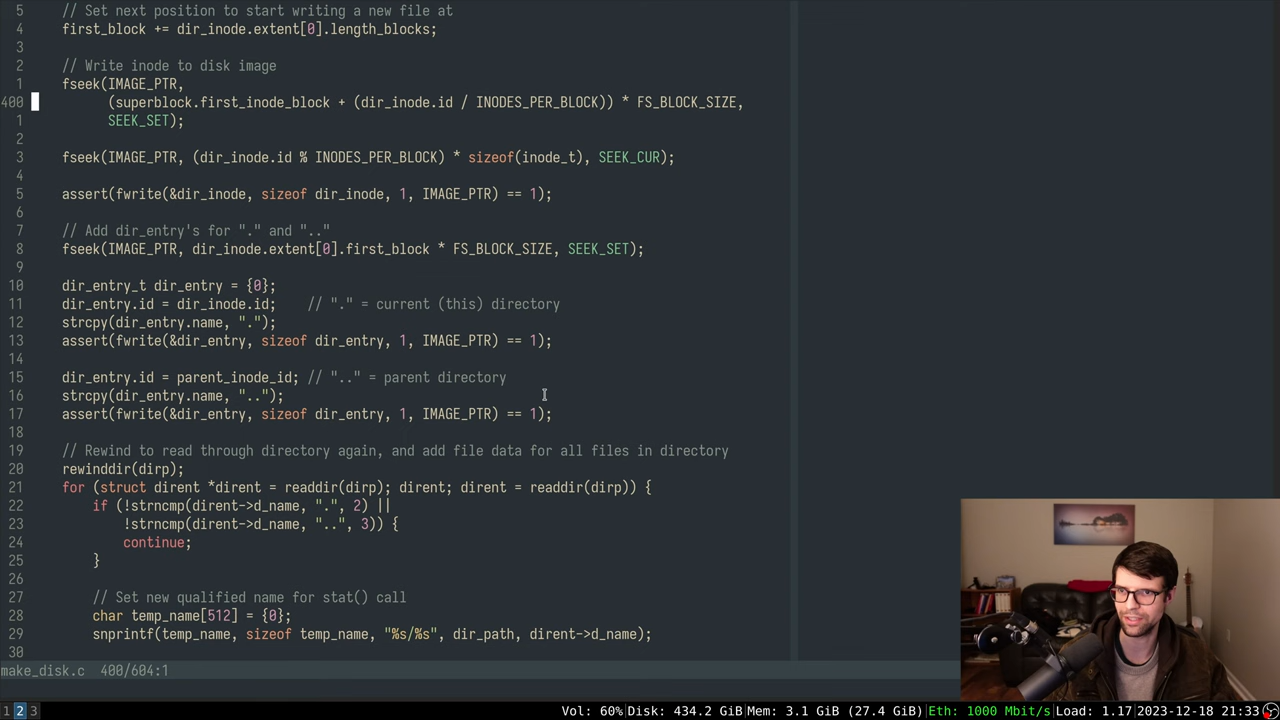 5    // Set next position to start writing a new file at
4    first_block += dir_inode.extent[0].length_blocks;
3
2    // Write inode to disk image
1    fseek(IMAGE_PTR,
400          (superblock.first_inode_block + (dir_inode.id / INODES_PER_BLOCK)) * FS_BLOCK_SIZE,
1          SEEK_SET);
2
3    fseek(IMAGE_PTR, (dir_inode.id % INODES_PER_BLOCK) * sizeof(inode_t), SEEK_CUR);
4
5    assert(fwrite(&dir_inode, sizeof dir_inode, 1, IMAGE_PTR) == 1);
6
7    // Add dir_entry's for "." and ".."
8    fseek(IMAGE_PTR, dir_inode.extent[0].first_block * FS_BLOCK_SIZE, SEEK_SET);
9
10    dir_entry_t dir_entry = {0};
11    dir_entry.id = dir_inode.id;    // "." = current (this) directory
12    strcpy(dir_entry.name, ".");
13    assert(fwrite(&dir_entry, sizeof dir_entry, 1, IMAGE_PTR) == 1);
14
15    dir_entry.id = parent_inode_id; // ".." = parent directory
16    strcpy(dir_entry.name, "..");
17    assert(fwrite(&dir_entry, sizeof dir_entry, 1, IMAGE_PTR) == 1);
18
19    // Rewind to read through directory again, and add file data for all files in directory
20    rewinddir(dirp);
21    for (struct dirent *dirent = readdir(dirp); dirent; dirent = readdir(dirp)) {
22        if (!strncmp(dirent->d_name, ".", 2) ||
23            !strncmp(dirent->d_name, "..", 3)) {
24            continue;
25        }
26
27        // Set new qualified name for stat() call
28        char temp_name[512] = {0};
29        snprintf(temp_name, sizeof temp_name, "%s/%s", dir_path, dirent->d_name);
30
make_disk.c  400/604:1
1 2 3 Vol: 60%|Disk: 434.2 GiB|Mem: 3.1 GiB (27.4 GiB)|Eth: 1000 Mbit/s|Load: 1.17|2023-12-18 21:33